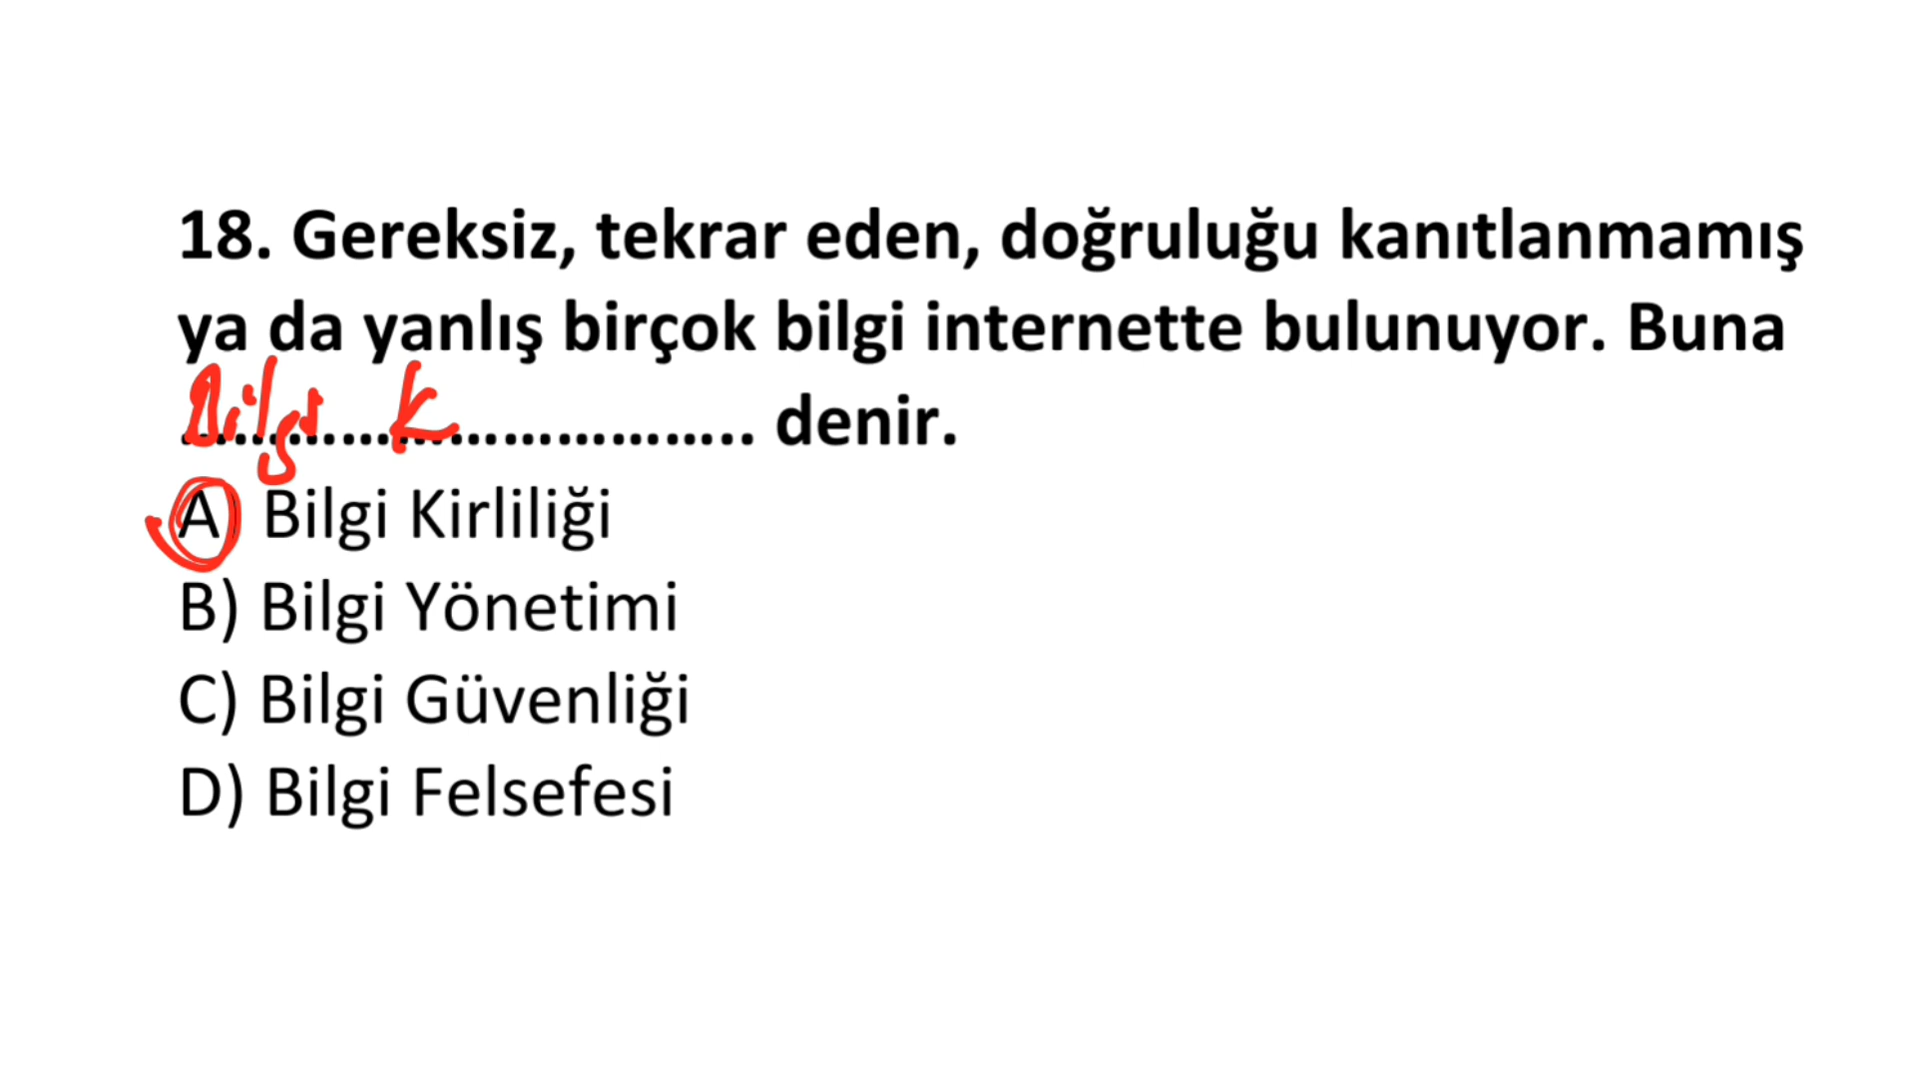 18. Gereksiz, tekrar eden, doğruluğu kanıtlanmamış
ya da yanlış birçok bilgi internette bulunuyor. Buna
Bilgi K
........................... denir.
A) Bilgi Kirliliği
B) Bilgi Yönetimi
C) Bilgi Güvenliği
D) Bilgi Felsefesi